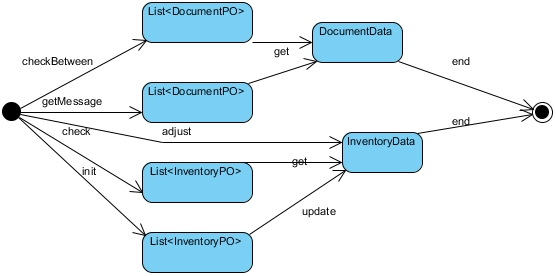 List<DocumentPO>
DocumentData
get
checkBetween
end
List<DocumentPO>
getMessage
check
adjust
end
InventoryData
get
List<InventoryPO>
init
update
List<InventoryPO>